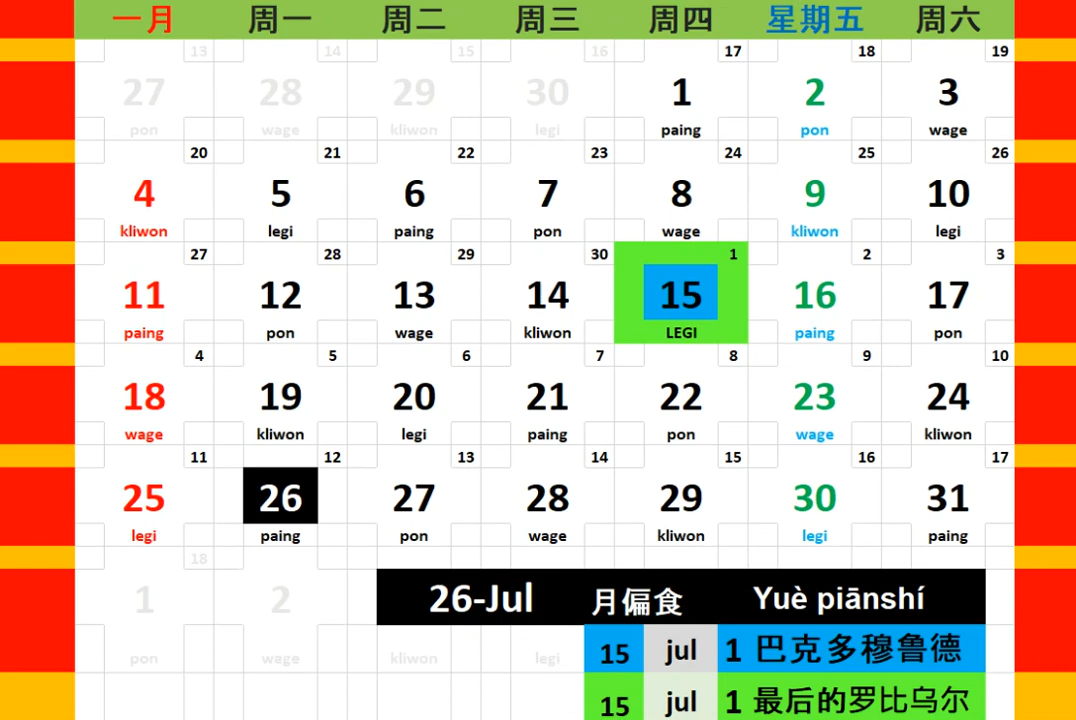 一月 周一 周二 周三 周四 星期五 周六
13 14 15 16 17 18 19
27 28 29 30 1 2 3
pon wage kliwon legi paing pon wage
20 21 22 23 24 25 26
4 5 6 7 8 9 10
kliwon legi paing pon wage kliwon legi
27 28 29 30 1 2 3
11 12 13 14 15 16 17
paing pon wage kliwon LEGI paing pon
4 5 6 7 8 9 10
18 19 20 21 22 23 24
wage kliwon legi paing pon wage kliwon
11 12 13 14 15 16 17
25 26 27 28 29 30 31
legi paing pon wage kliwon legi paing
18
1 2 26-Jul 月偏食 Yuè piānshí
pon wage kliwon legi 15 jul 1 巴克多穆鲁德
15 jul 1 最后的罗比乌尔